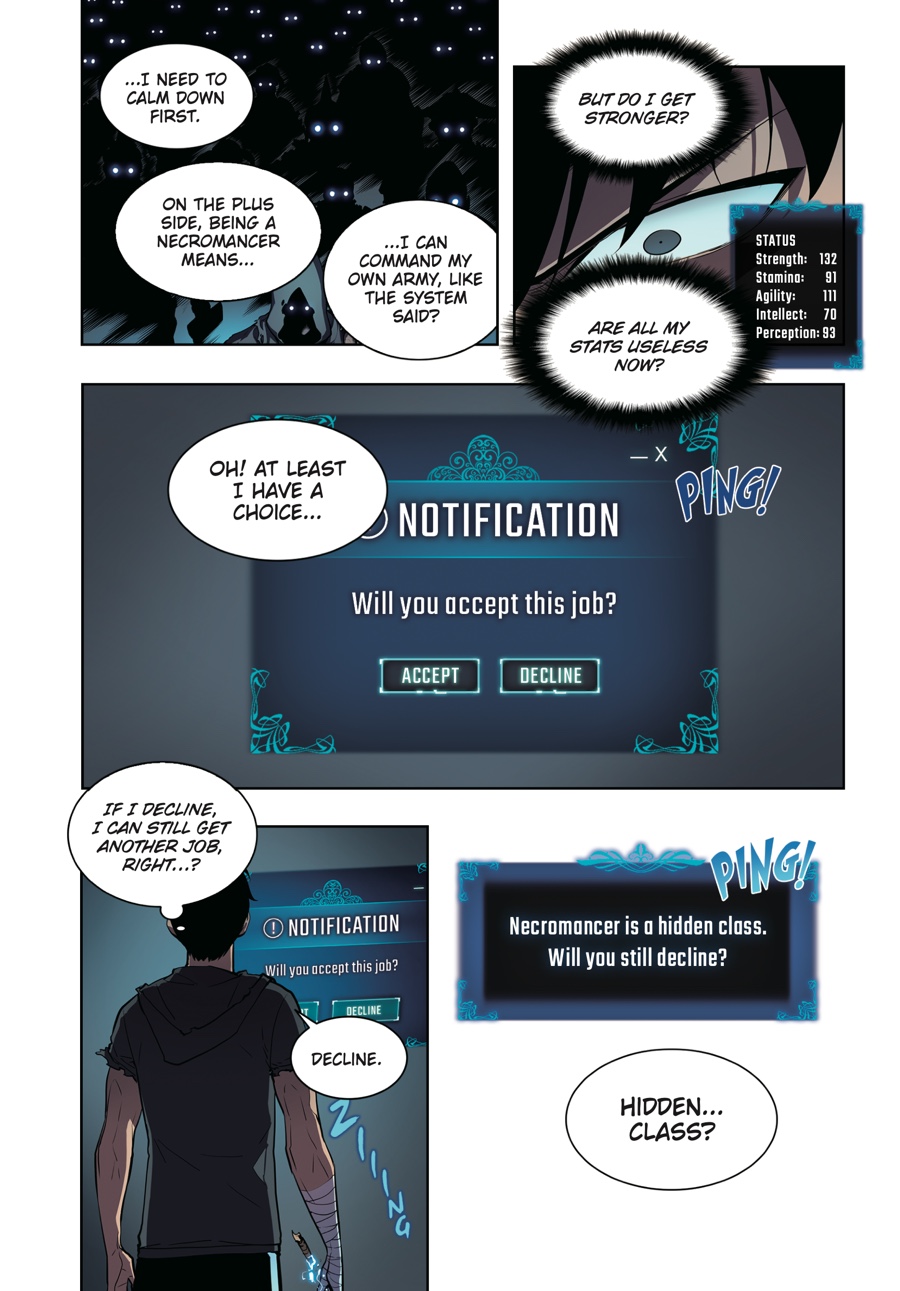 ...I NEED TO
CALM DOWN
FIRST.
ON THE PLUS
SIDE, BEING A
NECROMANCER
MEANS...
...I CAN
COMMAND MY
OWN ARMY, LIKE
THE SYSTEM
SAID?
BUT DO I GET
STRONGER?
STATUS
Strength: 132
Stamina: 91
Agility: 111
Intellect: 70
Perception: 93
ARE ALL MY
STATS USELESS
NOW?
OH! AT LEAST
I HAVE A
CHOICE...
— X
PING!
NOTIFICATION
Will you accept this job?
ACCEPT DECLINE
IF I DECLINE,
I CAN STILL GET
ANOTHER JOB,
RIGHT...?
! NOTIFICATION
Will you accept this job?
DECLINE
DECLINE.
ZIIING
PING!
Necromancer is a hidden class.
Will you still decline?
HIDDEN...
CLASS?